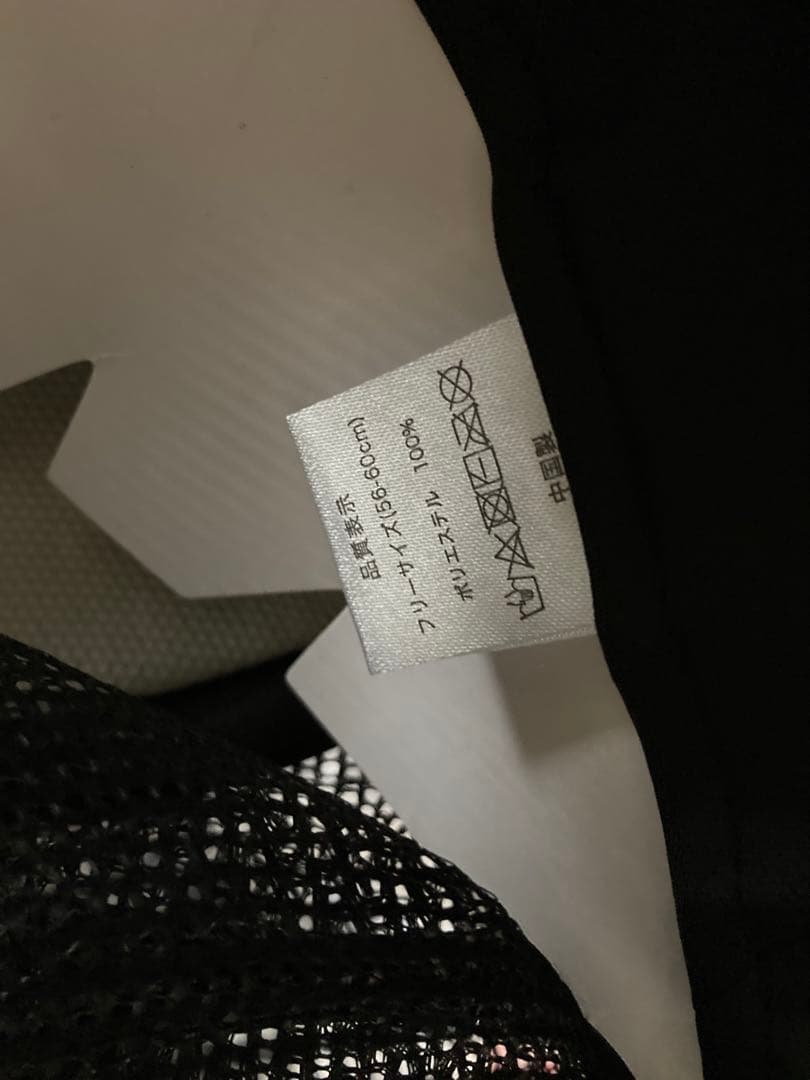 品質表示
フリーサイズ(56-60cm)
ポリエステル 100%
中国製